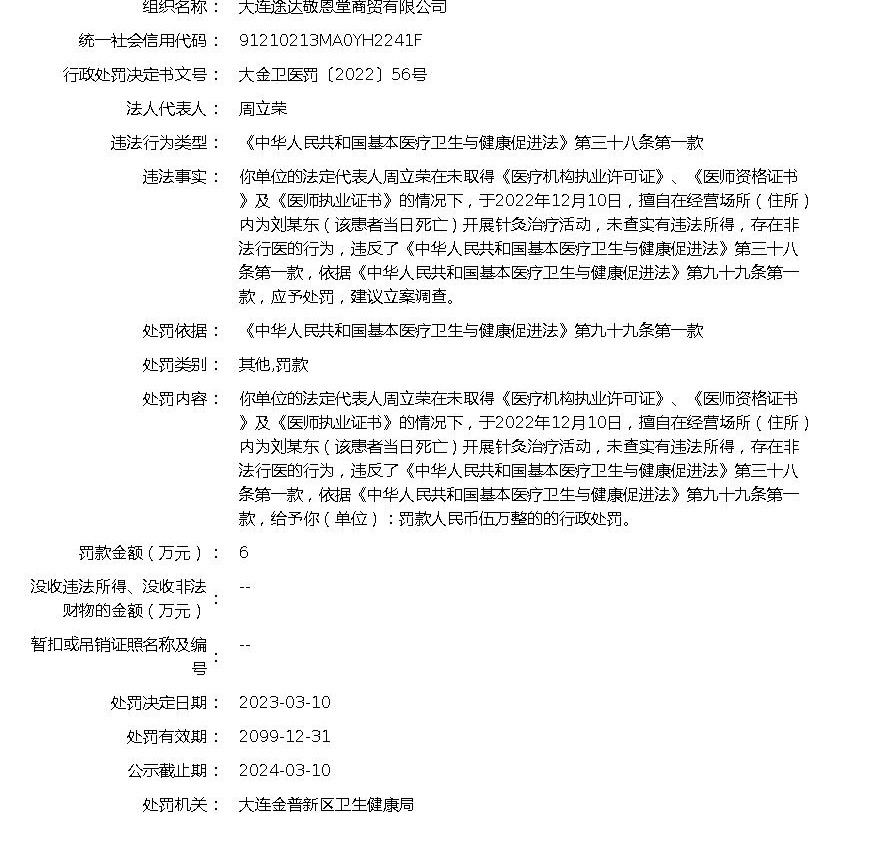 组织名称： 大连途达敬恩堂商贸有限公司
统一社会信用代码： 91210213MA0YH2241F
行政处罚决定书文号： 大金卫医罚〔2022〕56号
法人代表人： 周立荣
违法行为类型： 《中华人民共和国基本医疗卫生与健康促进法》第三十八条第一款
违法事实： 你单位的法定代表人周立荣在未取得《医疗机构执业许可证》、《医师资格证书
》及《医师执业证书》的情况下，于2022年12月10日，擅自在经营场所（住所）
内为刘某东（该患者当日死亡）开展针灸治疗活动，未查实有违法所得，存在非
法行医的行为，违反了《中华人民共和国基本医疗卫生与健康促进法》第三十八
条第一款，依据《中华人民共和国基本医疗卫生与健康促进法》第九十九条第一
款，应予处罚，建议立案调查。
处罚依据： 《中华人民共和国基本医疗卫生与健康促进法》第九十九条第一款
处罚类别： 其他,罚款
处罚内容： 你单位的法定代表人周立荣在未取得《医疗机构执业许可证》、《医师资格证书
》及《医师执业证书》的情况下，于2022年12月10日，擅自在经营场所（住所）
内为刘某东（该患者当日死亡）开展针灸治疗活动，未查实有违法所得，存在非
法行医的行为，违反了《中华人民共和国基本医疗卫生与健康促进法》第三十八
条第一款，依据《中华人民共和国基本医疗卫生与健康促进法》第九十九条第一
款，给予你（单位）：罚款人民币伍万整的的行政处罚。
罚款金额（万元）： 6
没收违法所得、没收非法
财物的金额（万元）： --
暂扣或吊销证照名称及编
号： --
处罚决定日期： 2023-03-10
处罚有效期： 2099-12-31
公示截止期： 2024-03-10
处罚机关： 大连金普新区卫生健康局